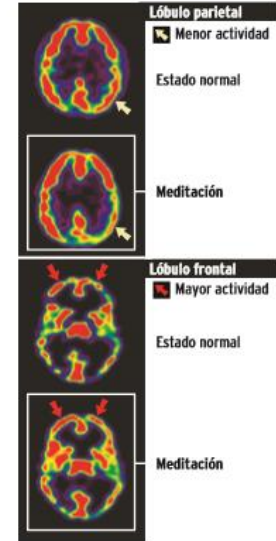 Lóbulo parietal
Menor actividad
Estado normal
Meditación
Lóbulo frontal
Mayor actividad
Estado normal
Meditación